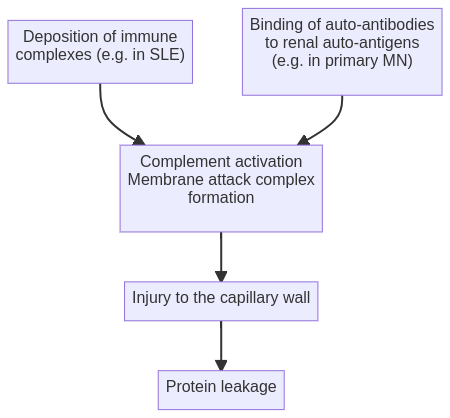 Deposition of immune
complexes (e.g. in SLE)
Binding of auto-antibodies
to renal auto-antigens
(e.g. in primary MN)
Complement activation
Membrane attack complex
formation
Injury to the capillary wall
Protein leakage